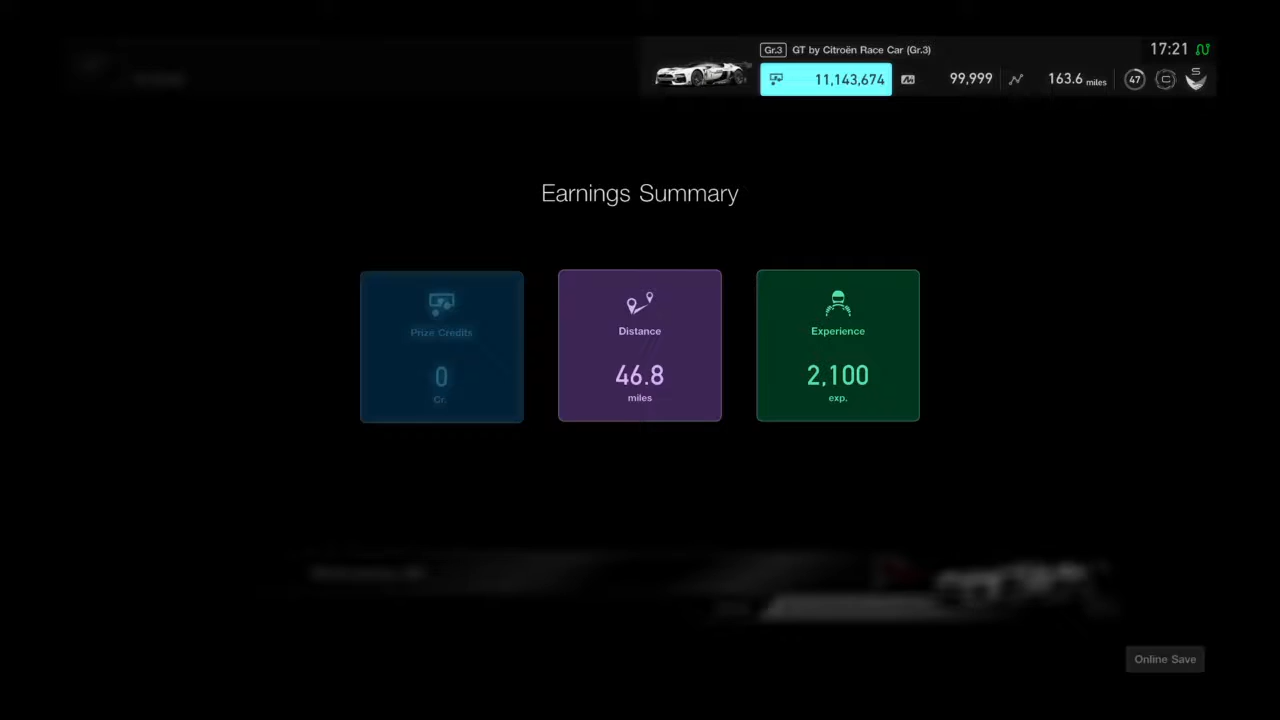 Gr.3 GT by Citroën Race Car (Gr.3) 17:21
11,143,674 99,999 163.6 miles 47 C S
Earnings Summary
Prize Credits Distance Experience
0 46.8 2,100
Cr. miles exp.
Online Save